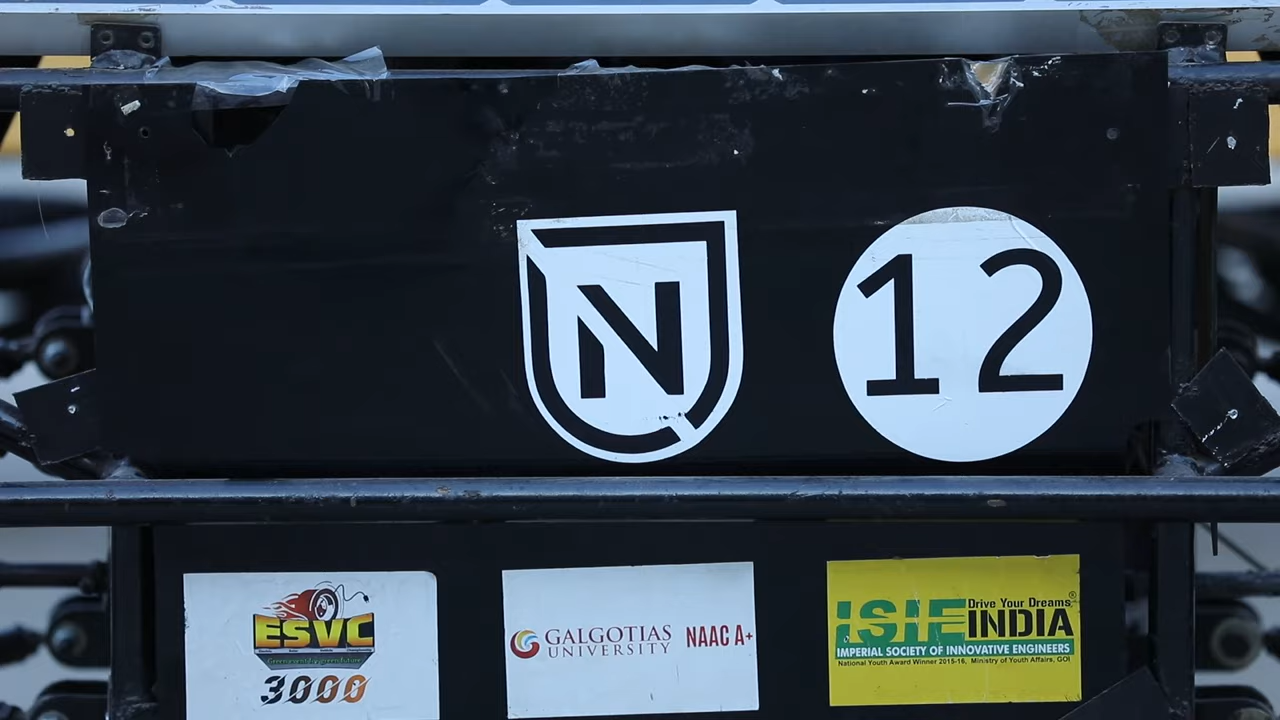 N
12
ESVC
3000
GALGOTIAS
UNIVERSITY
NAAC A+
ISIE
Drive Your Dreams®
INDIA
IMPERIAL SOCIETY OF INNOVATIVE ENGINEERS
National Youth Award Winner 2015-16, Ministry of Youth Affairs, GOI